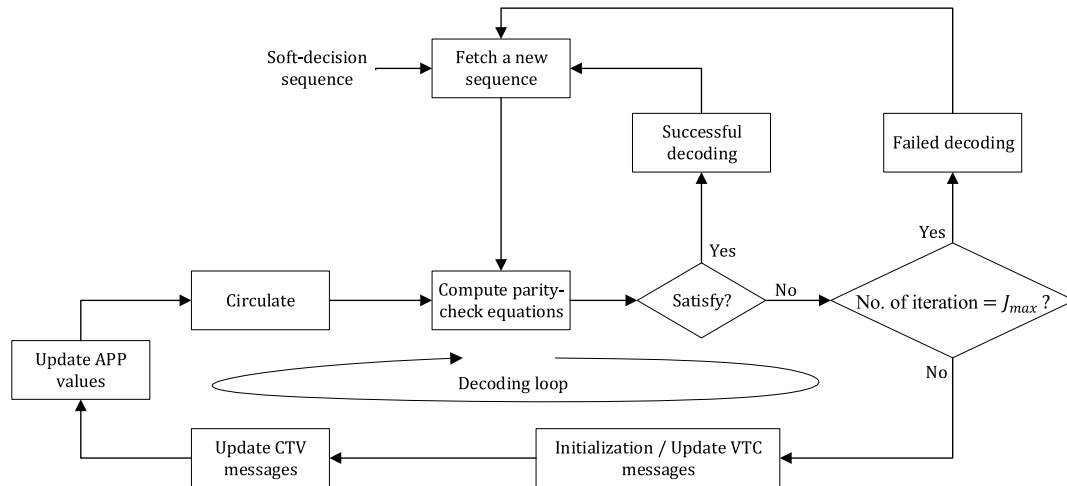 Soft-decision
sequence
Fetch a new
sequence
Successful
decoding
Failed decoding
Yes
Yes
Circulate
Compute parity-
check equations
Satisfy?
No
No. of iteration = J_max ?
Update APP
values
Decoding loop
No
Update CTV
messages
Initialization / Update VTC
messages